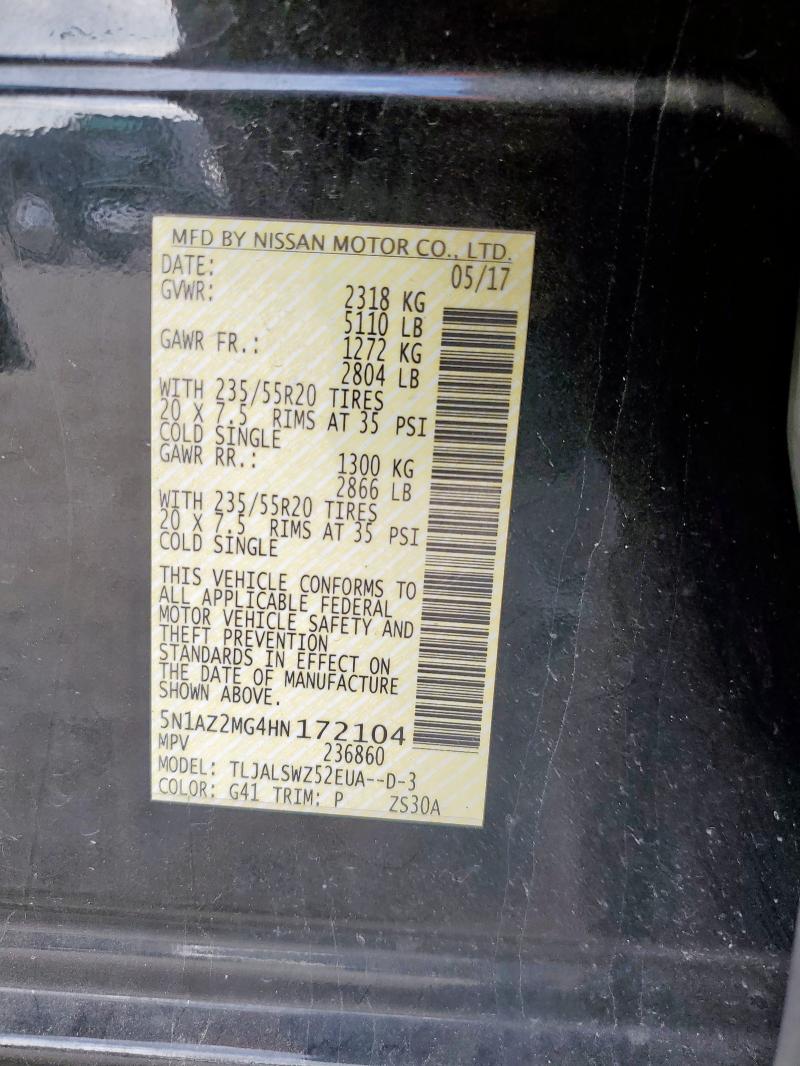 MFD BY NISSAN MOTOR CO., LTD.
DATE: 05/17
GVWR: 2318 KG
5110 LB
GAWR FR.: 1272 KG
2804 LB
WITH 235/55R20 TIRES
20 X 7.5 RIMS AT 35 PSI
COLD SINGLE
GAWR RR.: 1300 KG
2866 LB
WITH 235/55R20 TIRES
20 X 7.5 RIMS AT 35 PSI
COLD SINGLE
THIS VEHICLE CONFORMS TO
ALL APPLICABLE FEDERAL
MOTOR VEHICLE SAFETY AND
THEFT PREVENTION
STANDARDS IN EFFECT ON
THE DATE OF MANUFACTURE
SHOWN ABOVE.
5N1AZ2MG4HN172104
MPV 236860
MODEL: TLJALSWZ52EUA--D-3
COLOR: G41 TRIM: P ZS30A